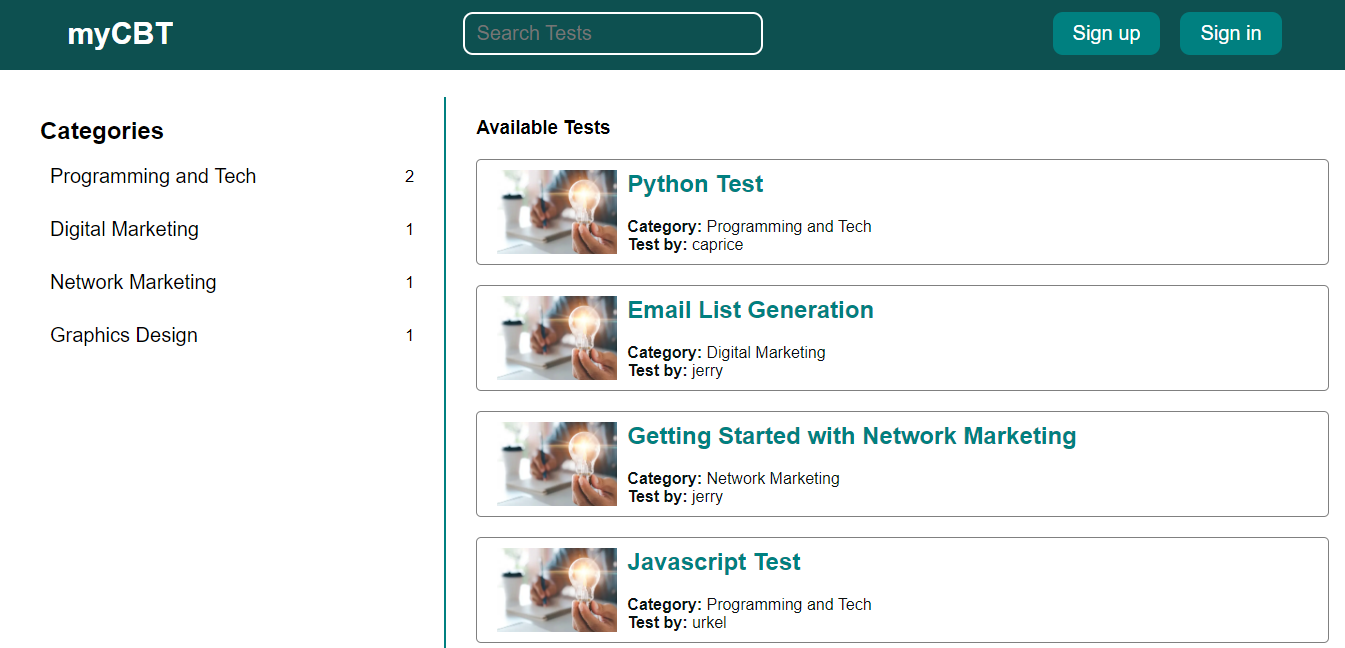 myCBT
Search Tests
Sign up
Sign in
Categories
Programming and Tech 2
Digital Marketing 1
Network Marketing 1
Graphics Design 1
Available Tests
Python Test
Category: Programming and Tech
Test by: caprice
Email List Generation
Category: Digital Marketing
Test by: jerry
Getting Started with Network Marketing
Category: Network Marketing
Test by: jerry
Javascript Test
Category: Programming and Tech
Test by: urkel